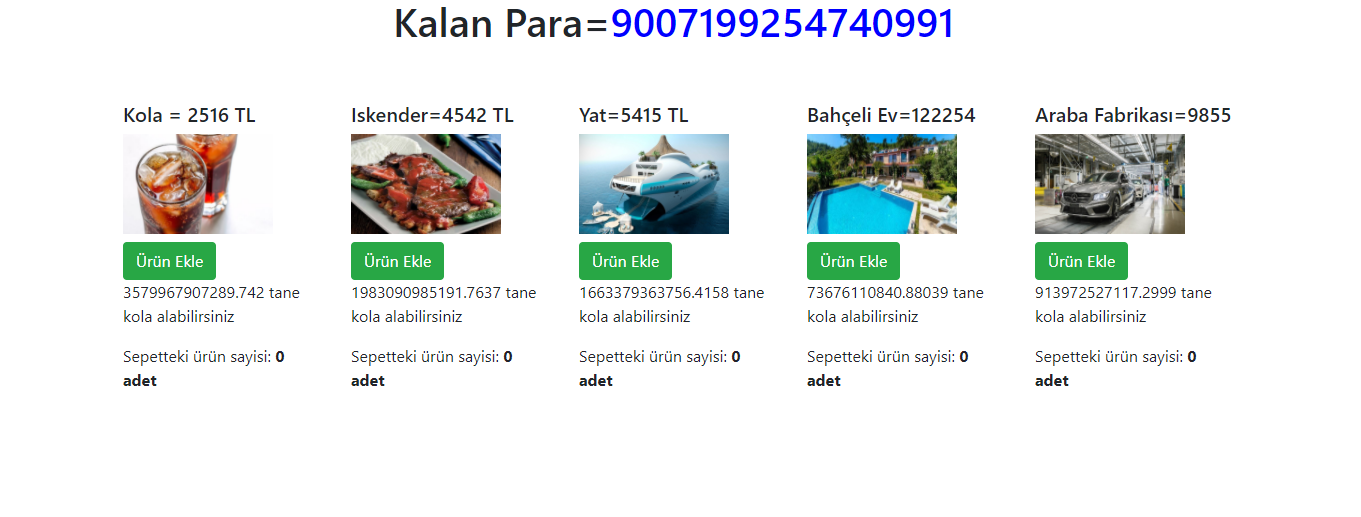 Kalan Para=9007199254740991
Kola = 2516 TL
Ürün Ekle
3579967907289.742 tane
kola alabilirsiniz
Sepetteki ürün sayisi: 0
adet
Iskender=4542 TL
Ürün Ekle
1983090985191.7637 tane
kola alabilirsiniz
Sepetteki ürün sayisi: 0
adet
Yat=5415 TL
Ürün Ekle
1663379363756.4158 tane
kola alabilirsiniz
Sepetteki ürün sayisi: 0
adet
Bahçeli Ev=122254
Ürün Ekle
73676110840.88039 tane
kola alabilirsiniz
Sepetteki ürün sayisi: 0
adet
Araba Fabrikası=9855
Ürün Ekle
913972527117.2999 tane
kola alabilirsiniz
Sepetteki ürün sayisi: 0
adet